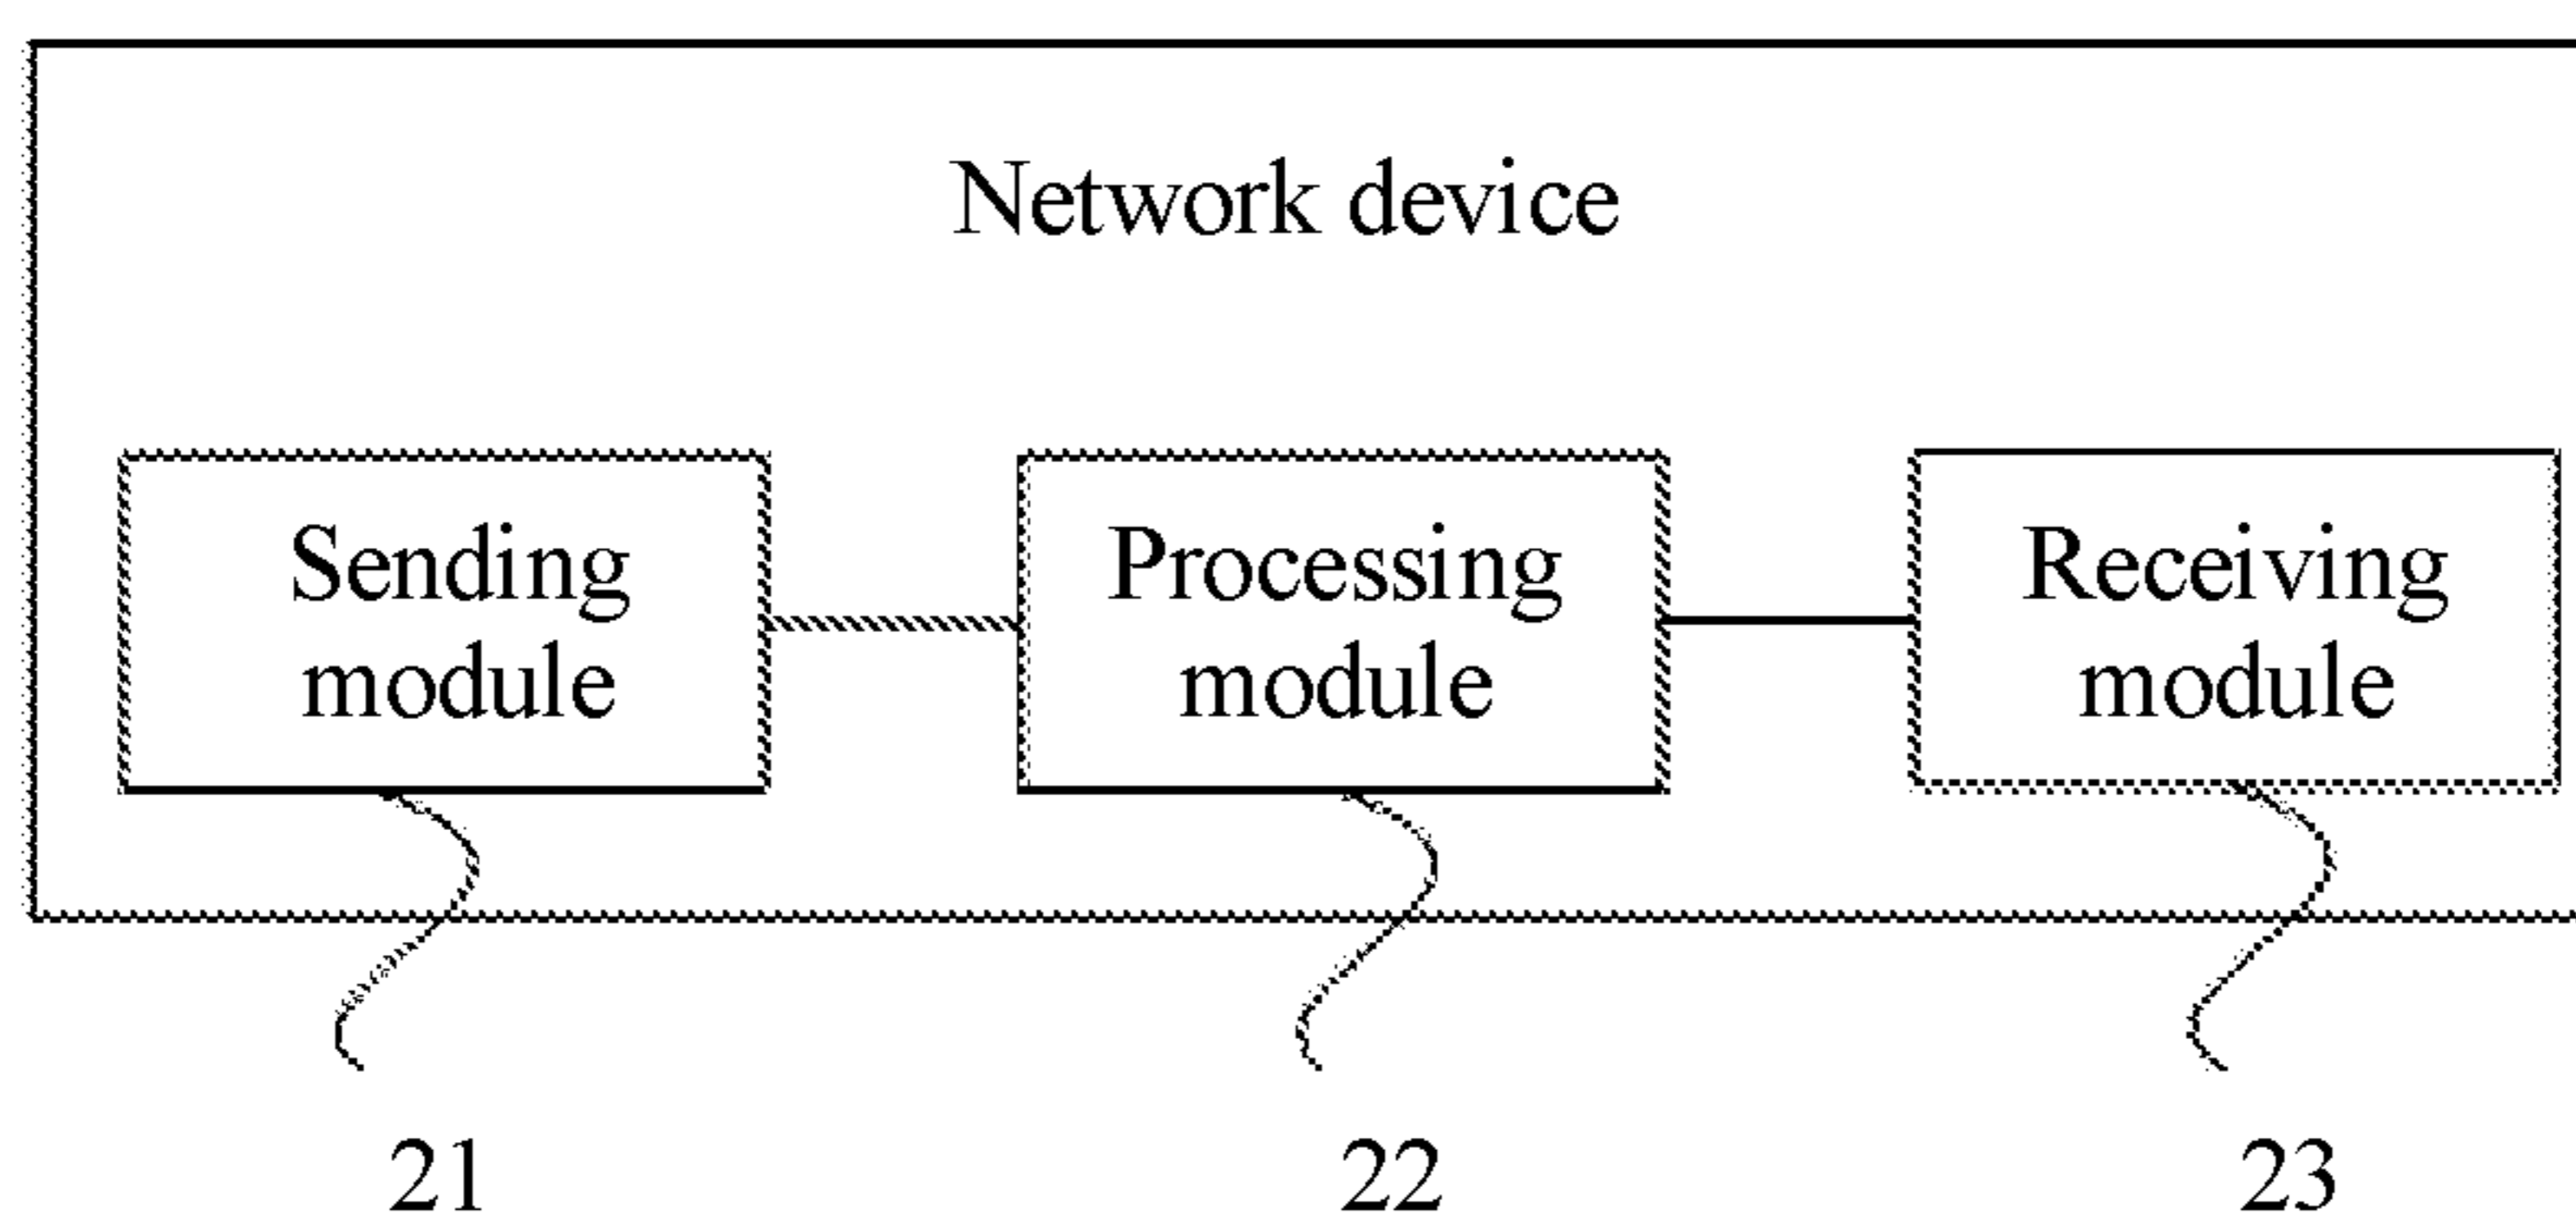 Network device
Sending
module
Processing
module
Receiving
module
21
22
23